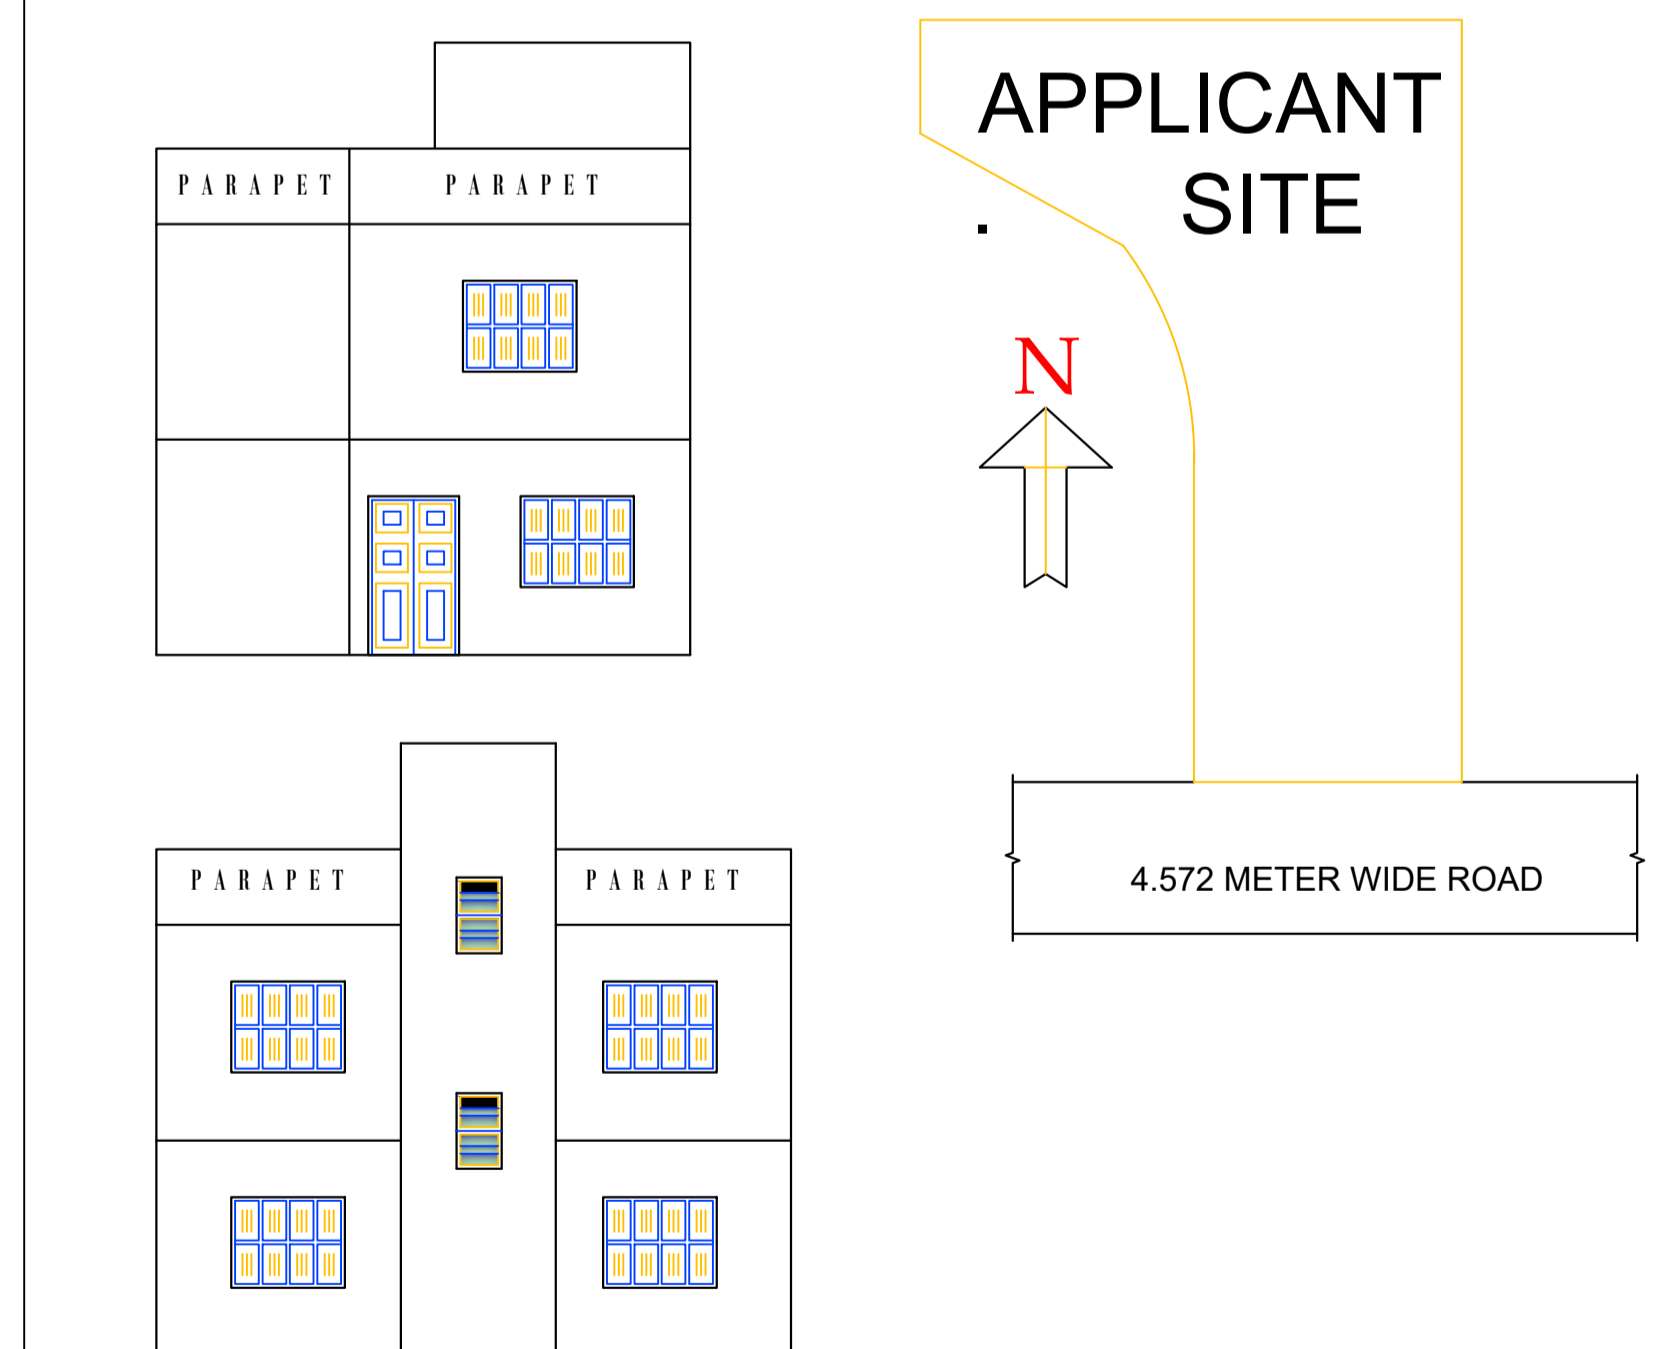 PARAPET
PARAPET
APPLICANT
. SITE
N
PARAPET
PARAPET
4.572 METER WIDE ROAD